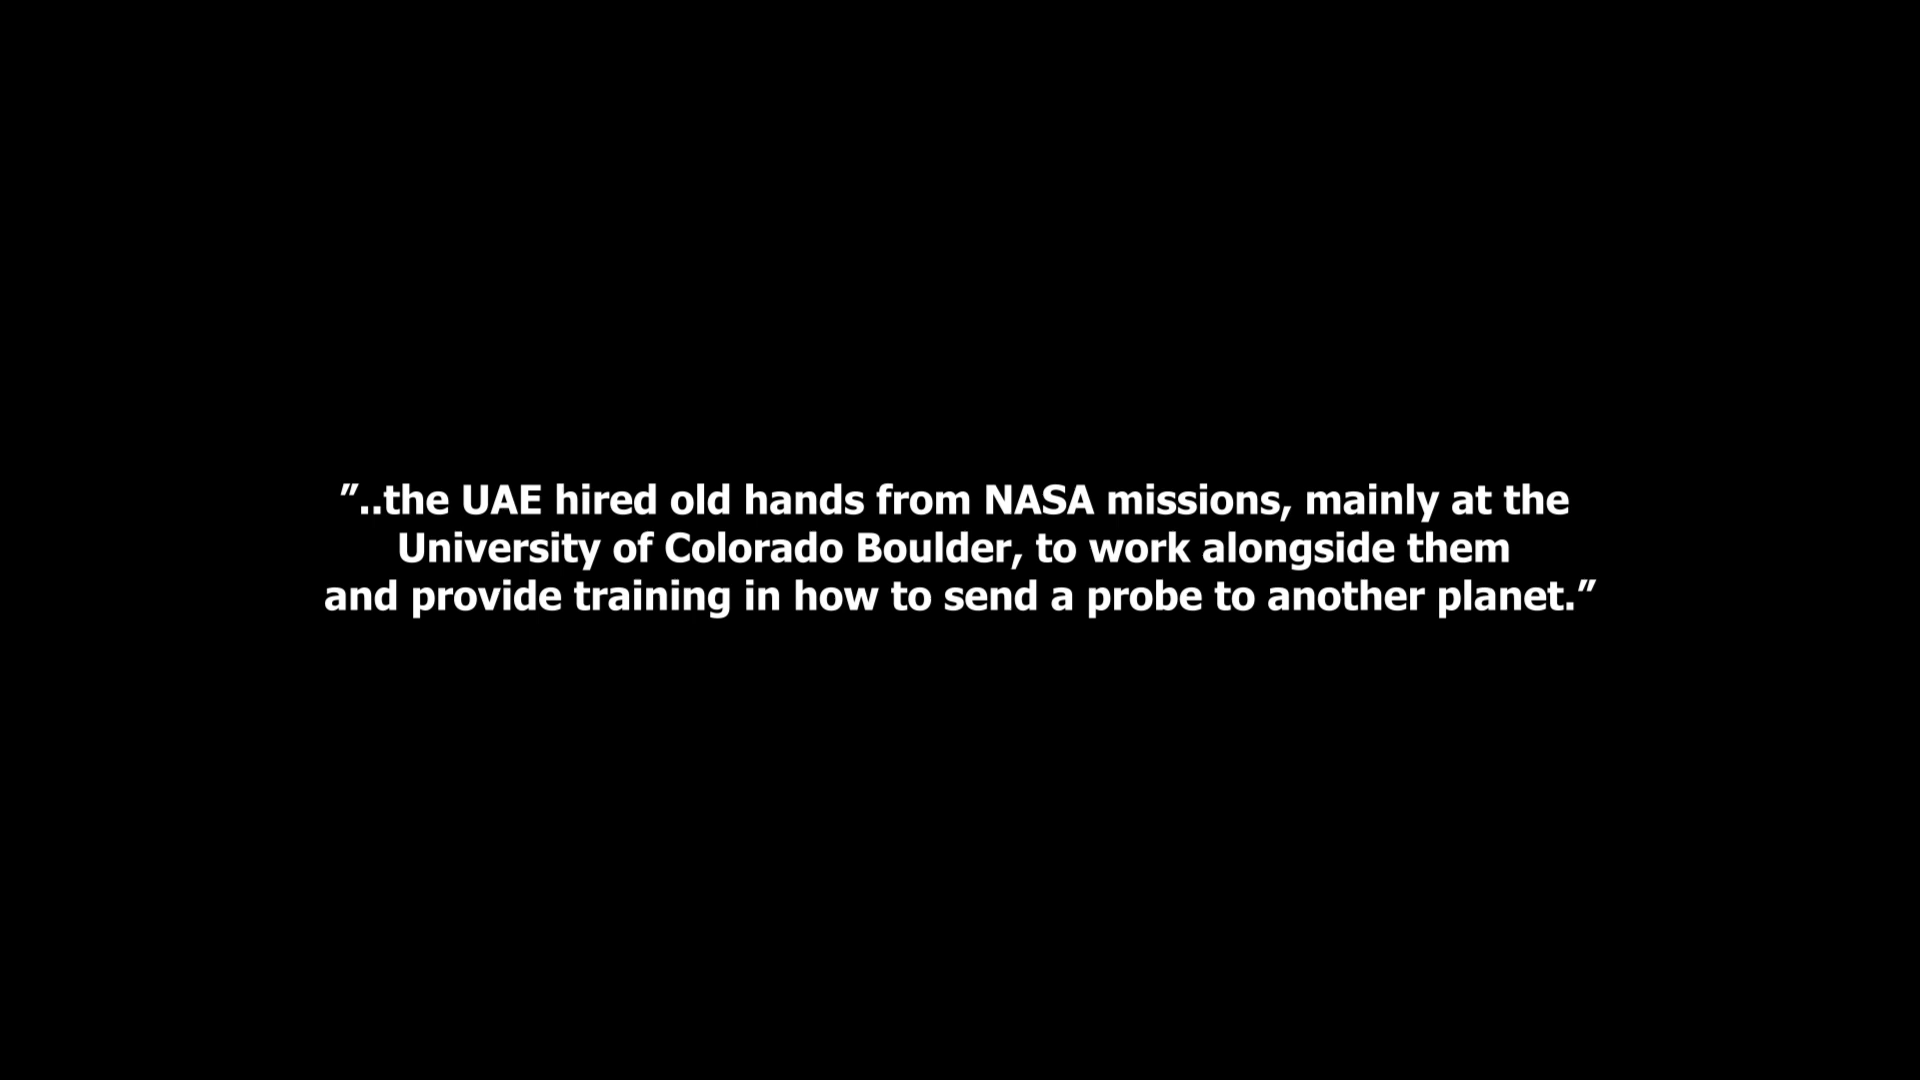 ”..the UAE hired old hands from NASA missions, mainly at the
University of Colorado Boulder, to work alongside them
and provide training in how to send a probe to another planet.”